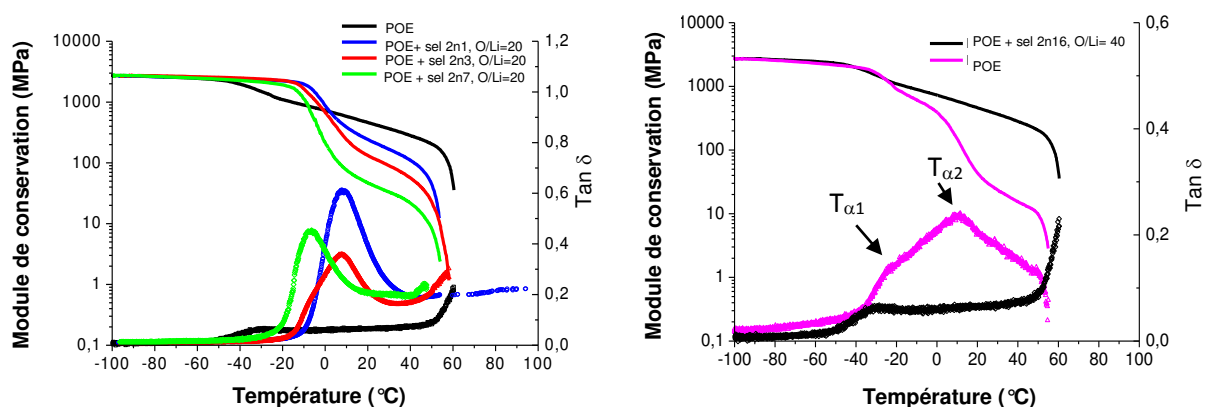 POE
POE+ sel 2n1, O/Li=20
POE + sel 2n3, O/Li=20
POE + sel 2n7, O/Li=20
Module de conservation (MPa)
10000
1000
100
10
1
0,1
1,2
1,0
0,8
0,6
0,4
0,2
0,0
Tan δ
-100 -80 -60 -40 -20 0 20 40 60 80 100
Température (°C)
POE + sel 2n16, O/Li= 40
POE
Module de conservation (MPa)
10000
1000
100
10
1
0,1
Tα1
Tα2
0,6
0,4
0,2
0,0
Tan δ
-100 -80 -60 -40 -20 0 20 40 60 80 100
Température (°C)